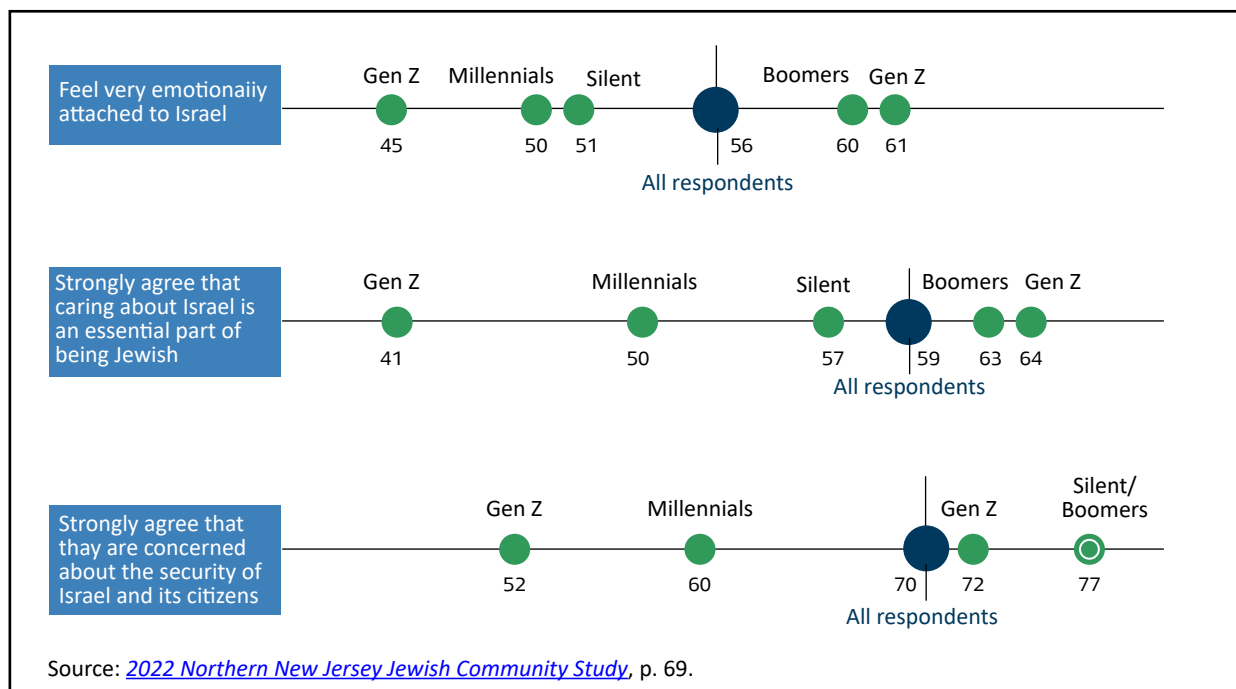 Feel very emotionaiiy
attached to Israel
Gen Z Millennials Silent Boomers Gen Z
45 50 51 56 60 61
All respondents
Strongly agree that
caring about Israel is
an essential part of
being Jewish
Gen Z Millennials Silent Boomers Gen Z
41 50 57 59 63 64
All respondents
Strongly agree that
thay are concerned
about the security of
Israel and its citizens
Gen Z Millennials Gen Z Silent/
Boomers
52 60 70 72 77
All respondents
Source: 2022 Northern New Jersey Jewish Community Study, p. 69.